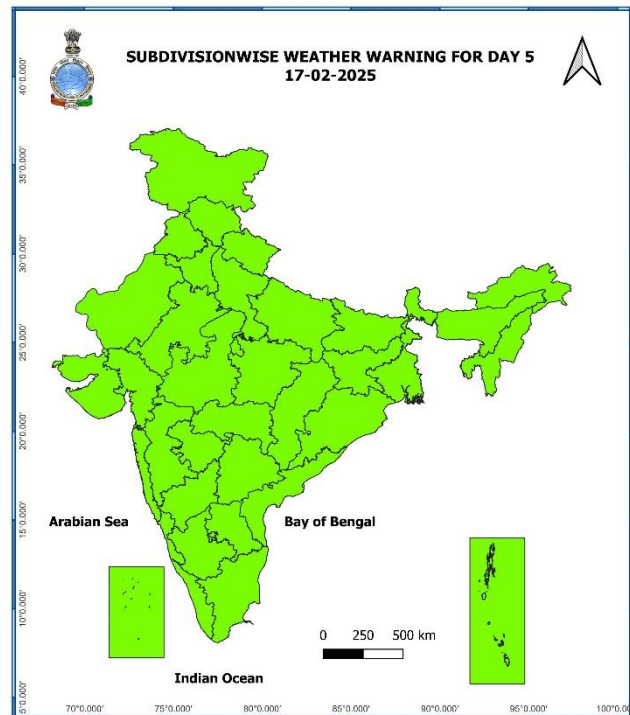 SUBDIVISIONWISE WEATHER WARNING FOR DAY 5
17-02-2025
40°0.000'
35°0.000'
30°0.000'
25°0.000'
20°0.000'
15°0.000'
10°0.000'
5°0.000'
Arabian Sea
Bay of Bengal
0 250 500 km
Indian Ocean
70°0.000' 75°0.000' 80°0.000' 85°0.000' 90°0.000' 95°0.000' 100°0.00